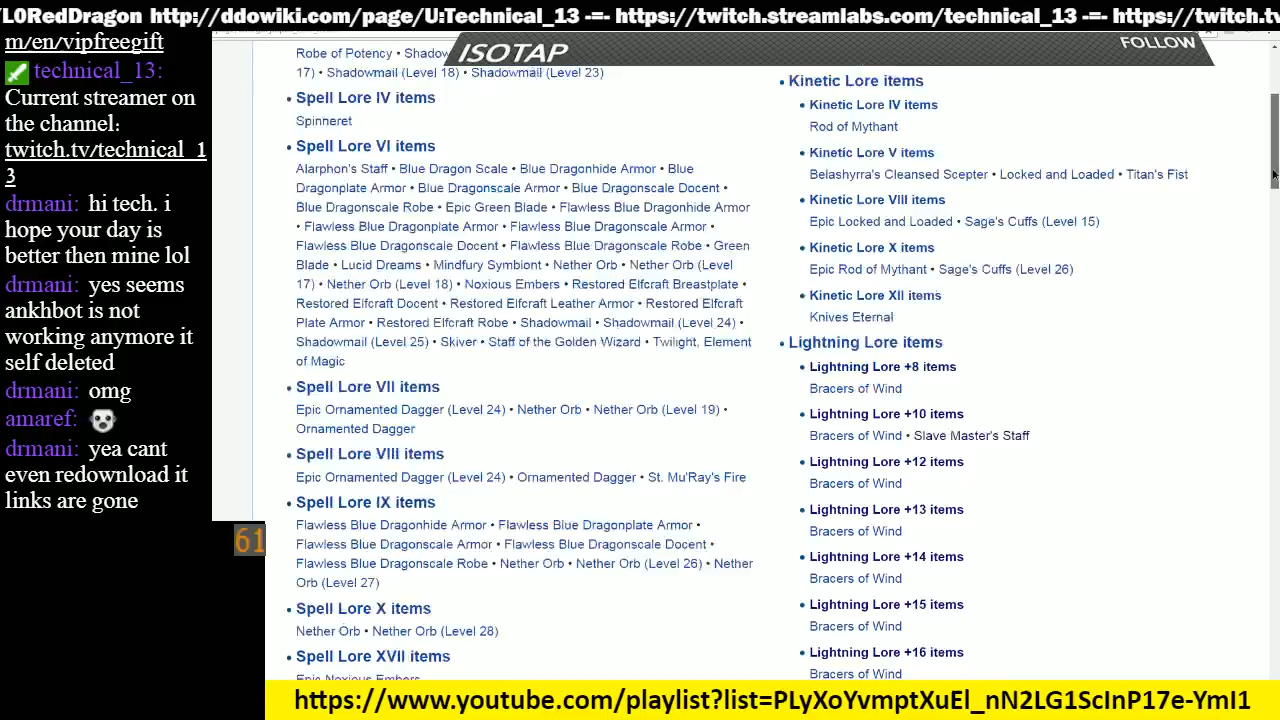 /L0RedDragon http://ddowiki.com/page/U:Technical_13 -=- https://twitch.streamlabs.com/technical_13 -=- https://twitch.tv
m/en/vipfreegift
technical_13:
Current streamer on
the channel:
twitch.tv/technical_1
3
drmani: hi tech. i
hope your day is
better then mine lol
drmani: yes seems
ankhbot is not
working anymore it
self deleted
drmani: omg
amaref:
drmani: yea cant
even redownload it
links are gone
61
ISOTAP
FOLLOW
Robe of Potency • Shadow
17) • Shadowmail (Level 18) • Shadowmail (Level 23)
• Spell Lore IV items
Spinneret
• Spell Lore VI items
Alarphon's Staff • Blue Dragon Scale • Blue Dragonhide Armor • Blue
Dragonplate Armor • Blue Dragonscale Armor • Blue Dragonscale Docent •
Blue Dragonscale Robe • Epic Green Blade • Flawless Blue Dragonhide Armor
• Flawless Blue Dragonplate Armor • Flawless Blue Dragonscale Armor •
Flawless Blue Dragonscale Docent • Flawless Blue Dragonscale Robe • Green
Blade • Lucid Dreams • Mindfury Symbiont • Nether Orb • Nether Orb (Level
17) • Nether Orb (Level 18) • Noxious Embers • Restored Elfcraft Breastplate •
Restored Elfcraft Docent • Restored Elfcraft Leather Armor • Restored Elfcraft
Plate Armor • Restored Elfcraft Robe • Shadowmail • Shadowmail (Level 24) •
Shadowmail (Level 25) • Skiver • Staff of the Golden Wizard • Twilight, Element
of Magic
• Spell Lore VII items
Epic Ornamented Dagger (Level 24) • Nether Orb • Nether Orb (Level 19) •
Ornamented Dagger
• Spell Lore VIII items
Epic Ornamented Dagger (Level 24) • Ornamented Dagger • St. Mu'Ray's Fire
• Spell Lore IX items
Flawless Blue Dragonhide Armor • Flawless Blue Dragonplate Armor •
Flawless Blue Dragonscale Armor • Flawless Blue Dragonscale Docent •
Flawless Blue Dragonscale Robe • Nether Orb • Nether Orb (Level 26) • Nether
Orb (Level 27)
• Spell Lore X items
Nether Orb • Nether Orb (Level 28)
• Spell Lore XVII items
Epic Noxious Embers
• Kinetic Lore items
• Kinetic Lore IV items
Rod of Mythant
• Kinetic Lore V items
Belashyrra's Cleansed Scepter • Locked and Loaded • Titan's Fist
• Kinetic Lore VIII items
Epic Locked and Loaded • Sage's Cuffs (Level 15)
• Kinetic Lore X items
Epic Rod of Mythant • Sage's Cuffs (Level 26)
• Kinetic Lore XII items
Knives Eternal
• Lightning Lore items
• Lightning Lore +8 items
Bracers of Wind
• Lightning Lore +10 items
Bracers of Wind • Slave Master's Staff
• Lightning Lore +12 items
Bracers of Wind
• Lightning Lore +13 items
Bracers of Wind
• Lightning Lore +14 items
Bracers of Wind
• Lightning Lore +15 items
Bracers of Wind
• Lightning Lore +16 items
Bracers of Wind
https://www.youtube.com/playlist?list=PLyXoYvmptXuEl_nN2LG1ScInP17e-YmI1